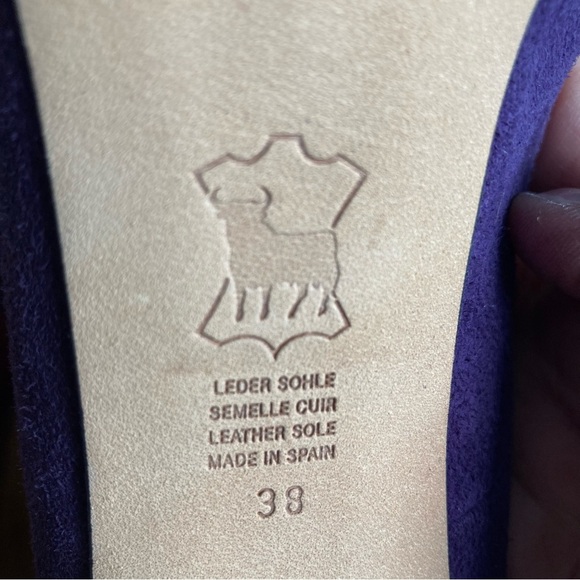 LEDER SOHLE
SEMELLE CUIR
LEATHER SOLE
MADE IN SPAIN
38